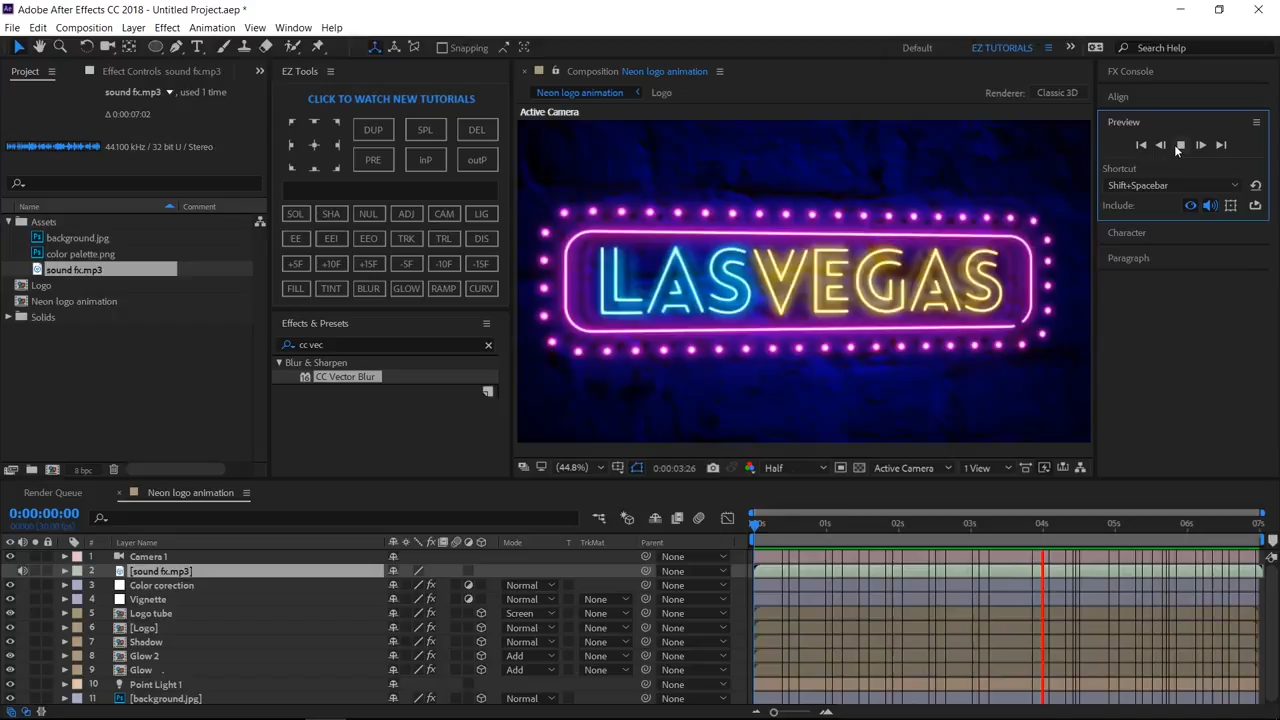 Adobe After Effects CC 2018 - Untitled Project.aep *
File Edit Composition Layer Effect Animation View Window Help
Snapping
Default
EZ TUTORIALS
Search Help
Project
Effect Controls sound fx.mp3
sound fx.mp3 ▼ , used 1 time
Δ 0:00:07:02
44.100 kHz / 32 bit U / Stereo
Name Comment
Assets
background.jpg
color palette.png
sound fx.mp3
Logo
Neon logo animation
Solids
8 bpc
EZ Tools
CLICK TO WATCH NEW TUTORIALS
DUP SPL DEL
PRE inP outP
SOL SHA NUL ADJ CAM LIG
EE EEI EEO TRK TRL DIS
+5F +10F +15F -5F -10F -15F
FILL TINT BLUR GLOW RAMP CURV
Effects & Presets
cc vec
Blur & Sharpen
CC Vector Blur
Composition Neon logo animation
Neon logo animation Logo
Renderer: Classic 3D
Active Camera
LASVEGAS
(44.8%) 0:00:03:26 Half Active Camera 1 View
FX Console
Align
Preview
Shortcut
Shift+Spacebar
Include:
Character
Paragraph
Render Queue
Neon logo animation
0:00:00:00
00000 (30.00 fps)
# Layer Name Mode T TrkMat Parent
1 Camera 1 None
2 [sound fx.mp3] None
3 Color corection Normal None
4 Vignette Normal None None
5 Logo tube Screen None None
6 [Logo] Normal None None
7 Shadow Normal None None
8 Glow 2 Add None None
9 Glow Add None None
10 Point Light 1 None
11 [background.jpg] Normal None None
0s 01s 02s 03s 04s 05s 06s 07s